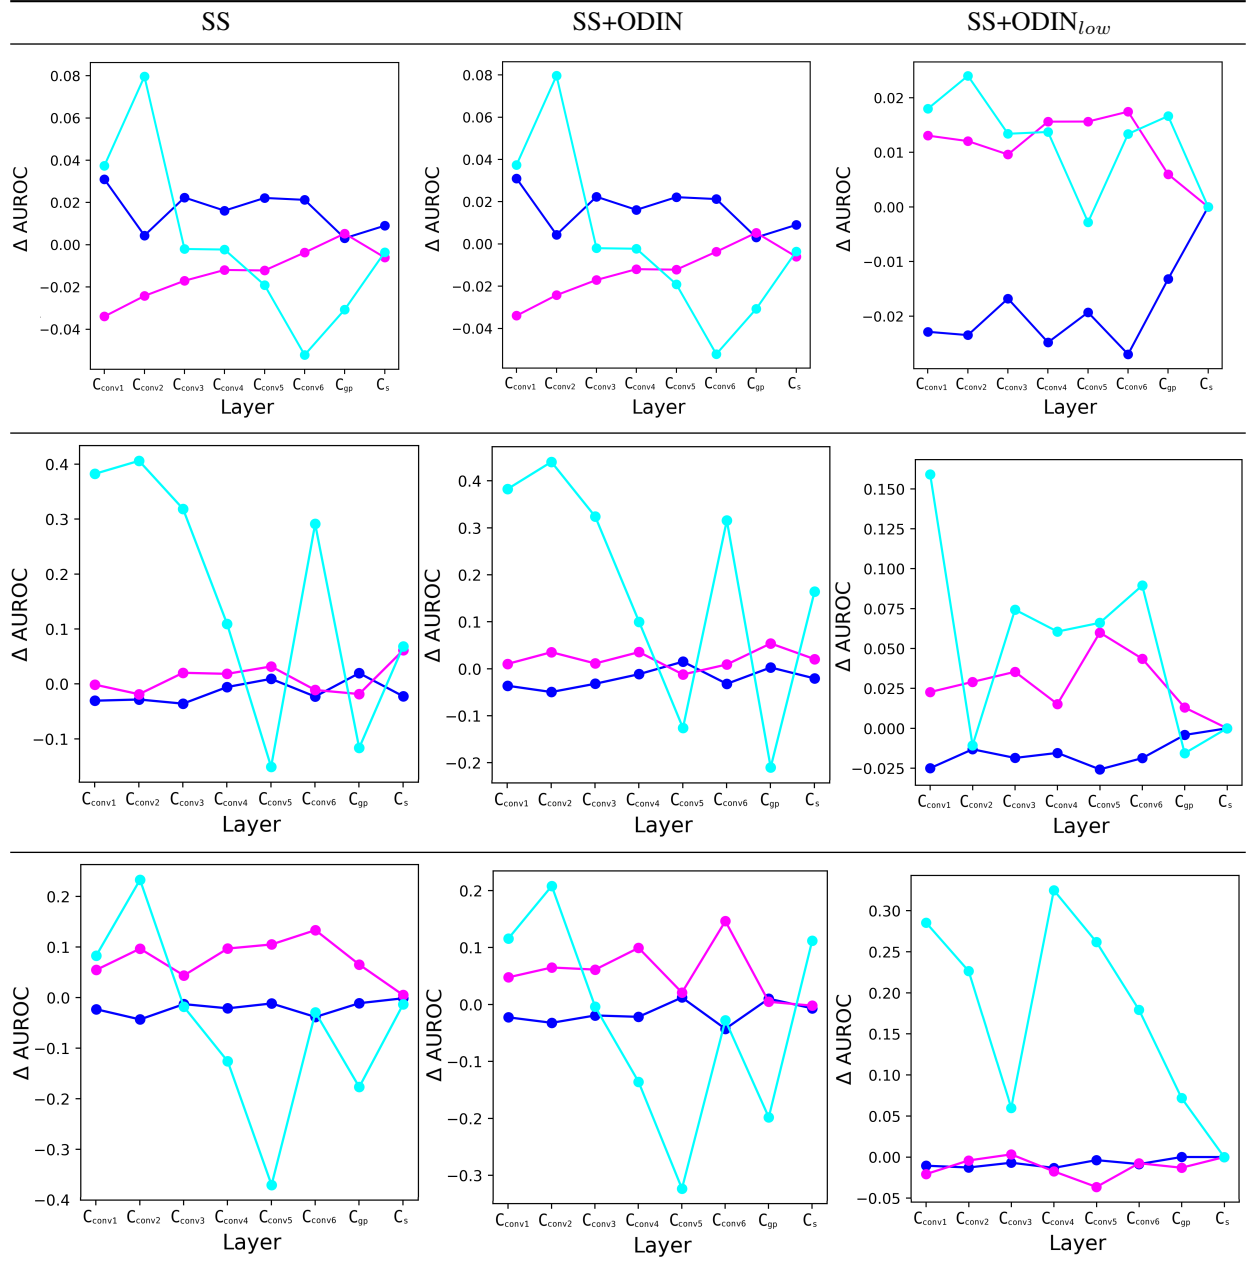 SS SS+ODIN SS+ODIN_low
0.08 0.06 0.04 0.02 0.00 −0.02 −0.04
Δ AUROC
C_conv1 C_conv2 C_conv3 C_conv4 C_conv5 C_conv6 C_gp C_s
Layer
0.08 0.06 0.04 0.02 0.00 −0.02 −0.04
Δ AUROC
C_conv1 C_conv2 C_conv3 C_conv4 C_conv5 C_conv6 C_gp C_s
Layer
0.02 0.01 0.00 −0.01 −0.02
Δ AUROC
C_conv1 C_conv2 C_conv3 C_conv4 C_conv5 C_conv6 C_gp C_s
Layer
0.4 0.3 0.2 0.1 0.0 −0.1
Δ AUROC
C_conv1 C_conv2 C_conv3 C_conv4 C_conv5 C_conv6 C_gp C_s
Layer
0.4 0.3 0.2 0.1 0.0 −0.1 −0.2
Δ AUROC
C_conv1 C_conv2 C_conv3 C_conv4 C_conv5 C_conv6 C_gp C_s
Layer
0.150 0.125 0.100 0.075 0.050 0.025 0.000 −0.025
Δ AUROC
C_conv1 C_conv2 C_conv3 C_conv4 C_conv5 C_conv6 C_gp C_s
Layer
0.2 0.1 0.0 −0.1 −0.2 −0.3 −0.4
Δ AUROC
C_conv1 C_conv2 C_conv3 C_conv4 C_conv5 C_conv6 C_gp C_s
Layer
0.2 0.1 0.0 −0.1 −0.2 −0.3
Δ AUROC
C_conv1 C_conv2 C_conv3 C_conv4 C_conv5 C_conv6 C_gp C_s
Layer
0.30 0.25 0.20 0.15 0.10 0.05 0.00 −0.05
Δ AUROC
C_conv1 C_conv2 C_conv3 C_conv4 C_conv5 C_conv6 C_gp C_s
Layer